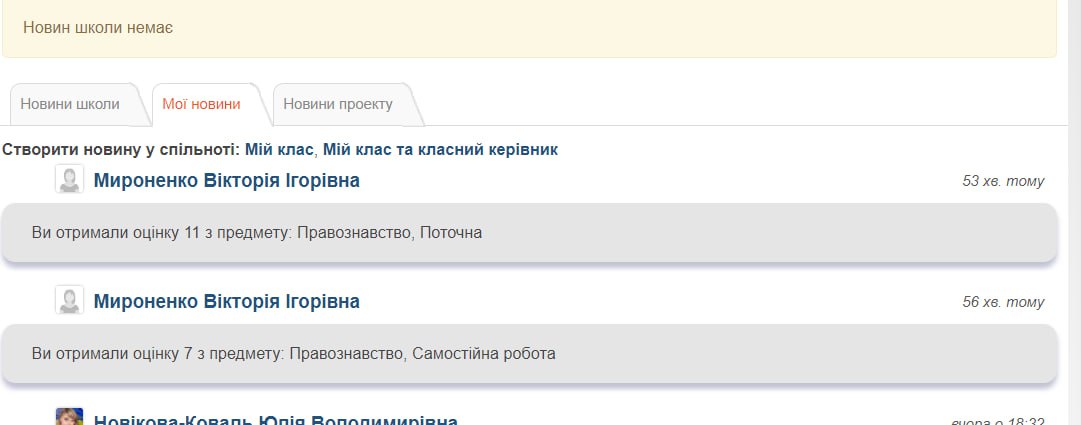 Новин школи немає
Новини школи Мої новини Новини проекту
Створити новину у спільноті: Мій клас, Мій клас та класний керівник
Мироненко Вікторія Ігорівна 53 хв. тому
Ви отримали оцінку 11 з предмету: Правознавство, Поточна
Мироненко Вікторія Ігорівна 56 хв. тому
Ви отримали оцінку 7 з предмету: Правознавство, Самостійна робота
Новікова-Коваль Юлія Володимирівна вчора о 18:32